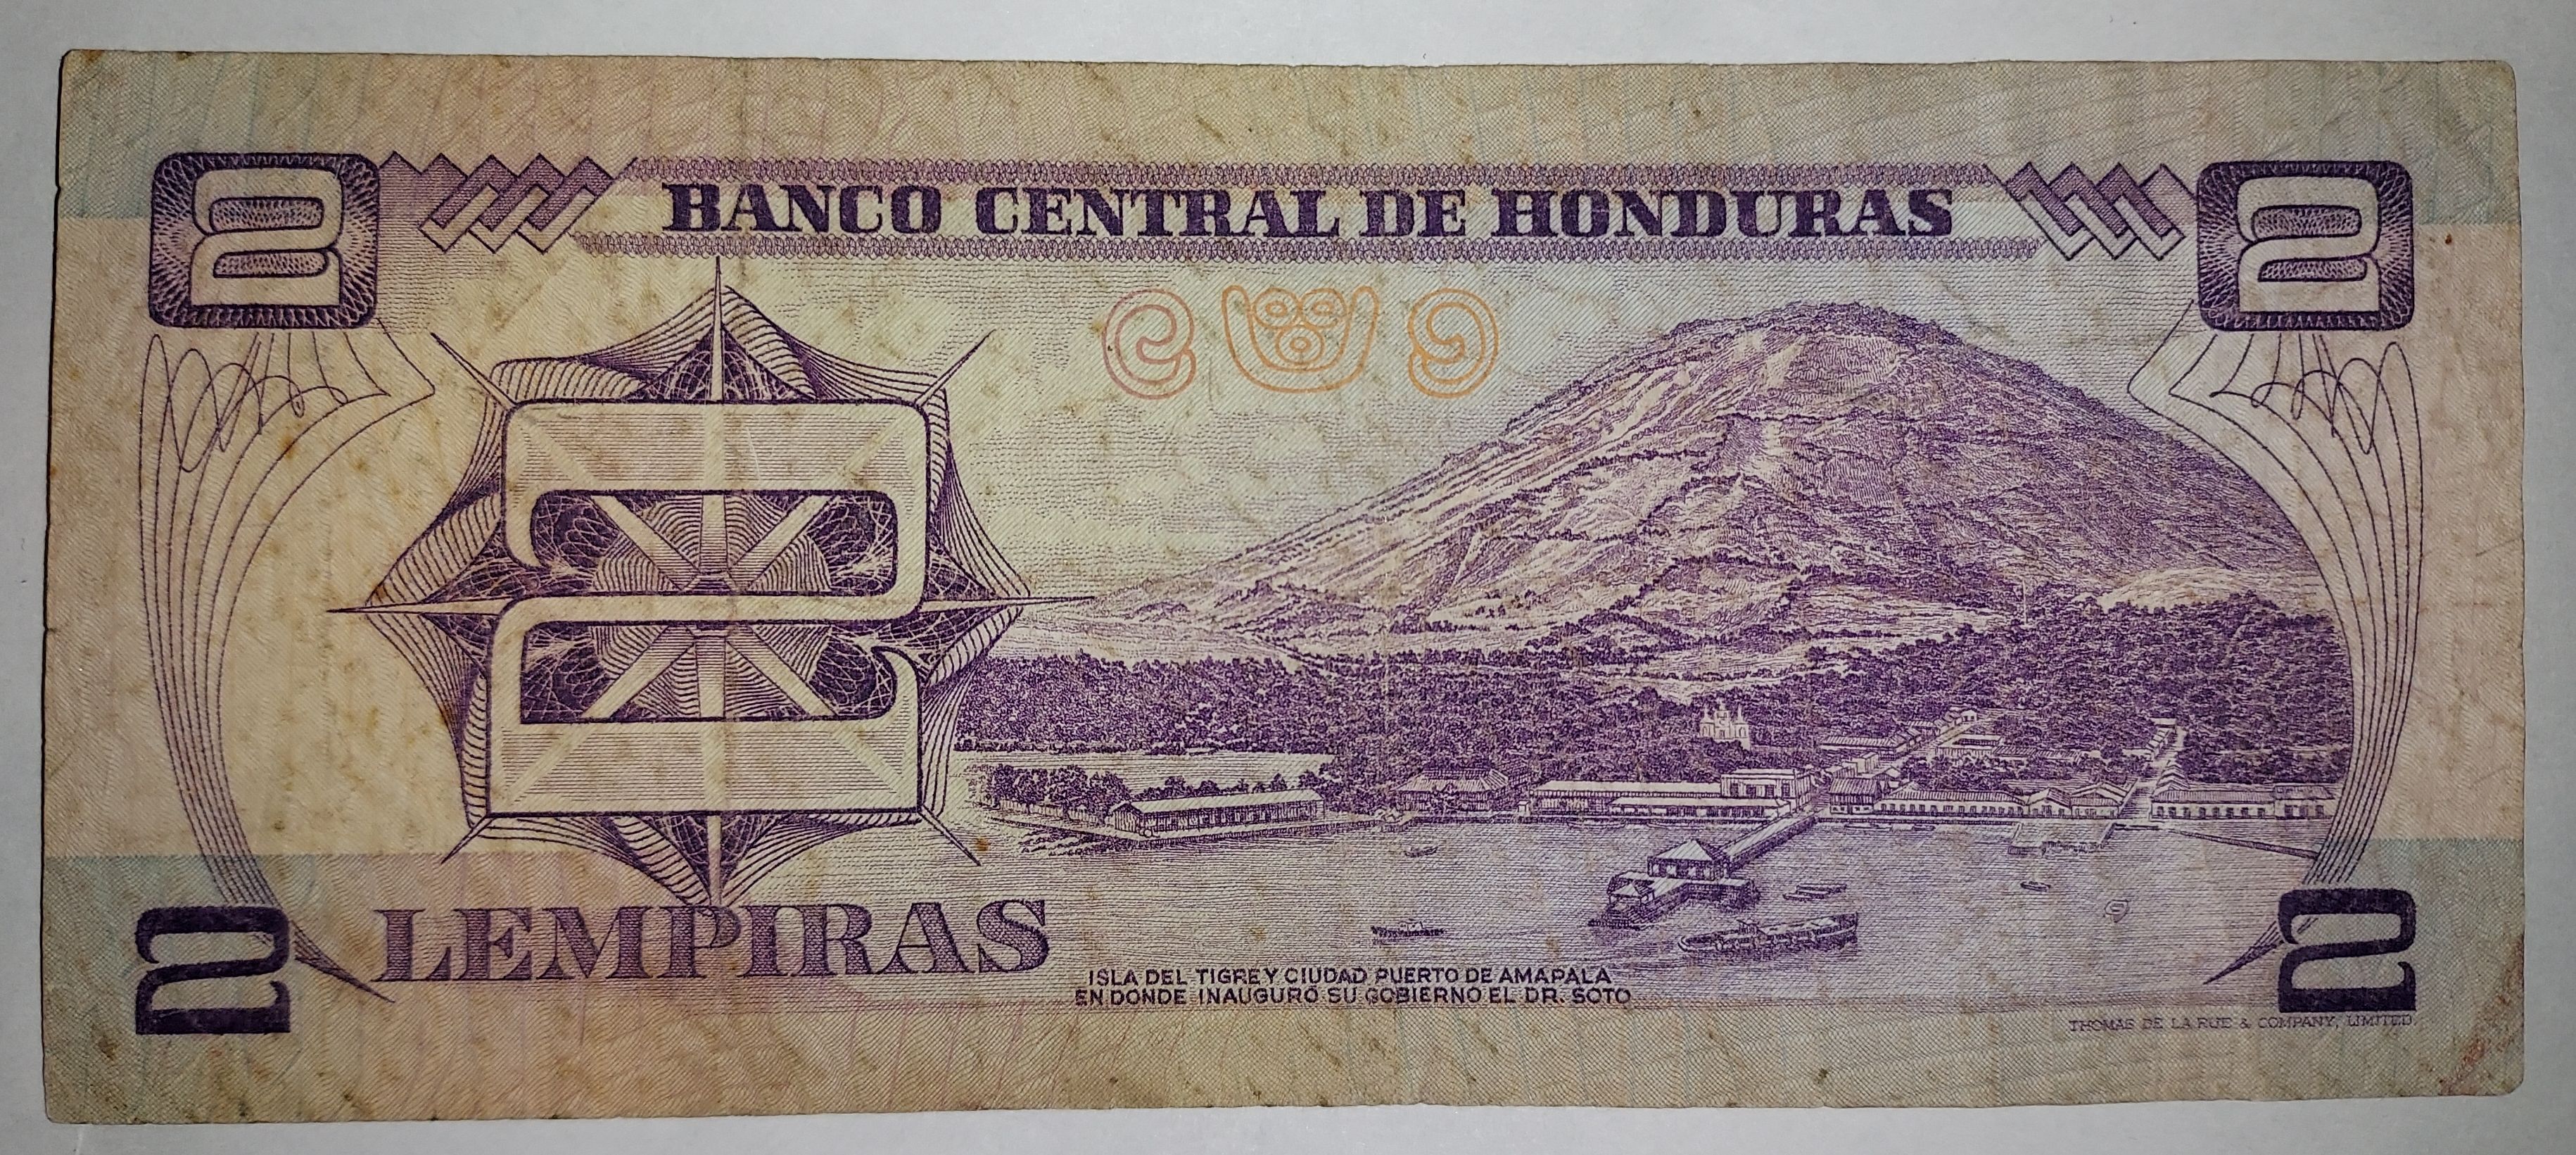 2 BANCO CENTRAL DE HONDURAS 2
2
2 LEMPIRAS 2
ISLA DEL TIGRE Y CIUDAD PUERTO DE AMAPALA
EN DONDE INAUGURÓ SU GOBIERNO EL DR. SOTO
THOMAS DE LA RUE & COMPANY, LIMITED.